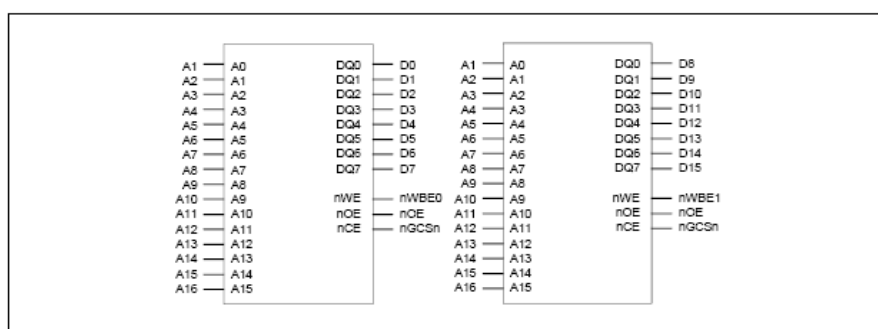 A1 A0 DQ0 D0 A1 A0 DQ0 D8
A2 A1 DQ1 D1 A2 A1 DQ1 D9
A3 A2 DQ2 D2 A3 A2 DQ2 D10
A4 A3 DQ3 D3 A4 A3 DQ3 D11
A5 A4 DQ4 D4 A5 A4 DQ4 D12
A6 A5 DQ5 D5 A6 A5 DQ5 D13
A7 A6 DQ6 D6 A7 A6 DQ6 D14
A8 A7 DQ7 D7 A8 A7 DQ7 D15
A9 A8 A9 A8
A10 A9 nWE nWBE0 A10 A9 nWE nWBE1
A11 A10 nOE nOE A11 A10 nOE nOE
A12 A11 nCE nGCSn A12 A11 nCE nGCSn
A13 A12 A13 A12
A14 A13 A14 A13
A15 A14 A15 A14
A16 A15 A16 A15